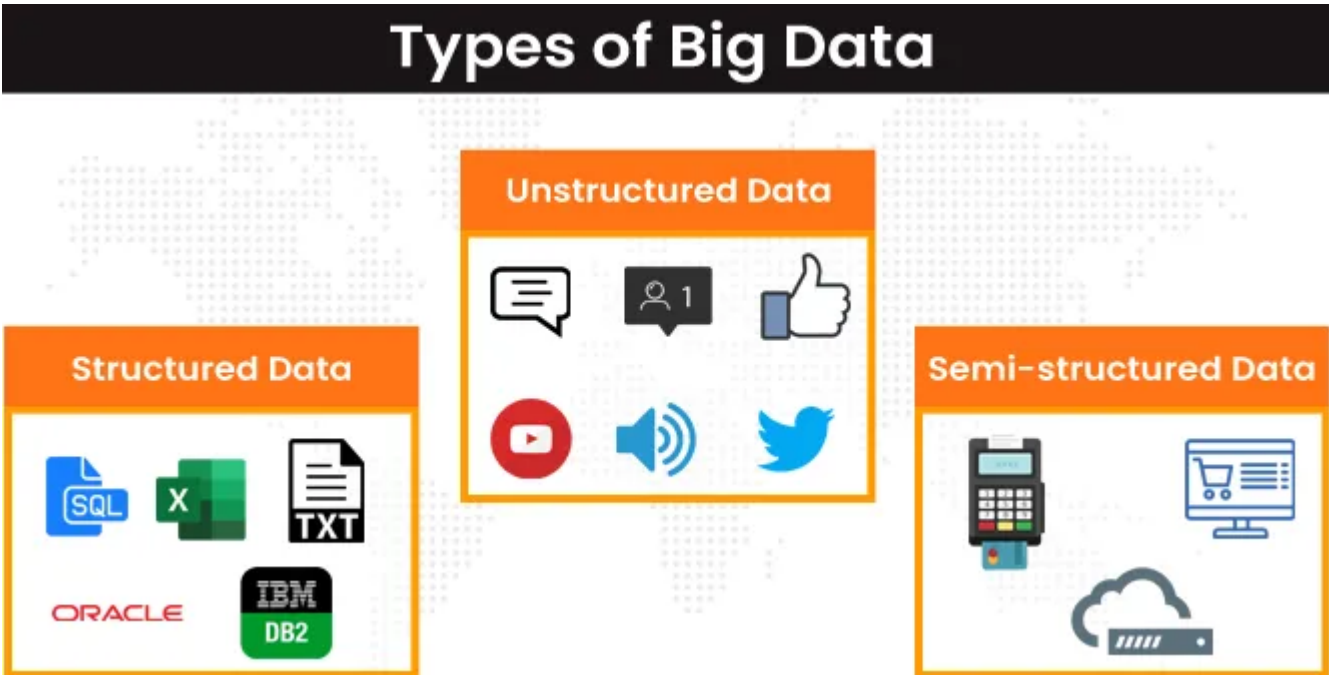 Types of Big Data
Unstructured Data
1
Structured Data
SQL
X
TXT
ORACLE
IBM
DB2
Semi-structured Data